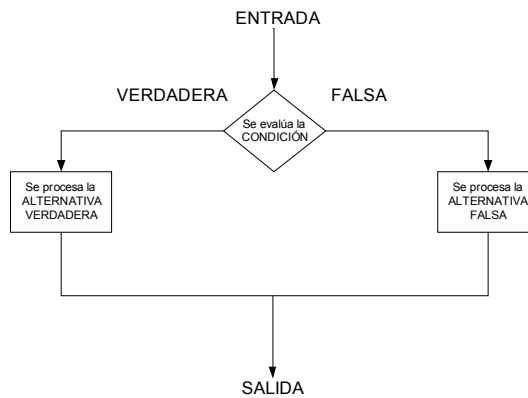 ENTRADA
VERDADERA
FALSA
Se evalúa la
CONDICIÓN
Se procesa la
ALTERNATIVA
VERDADERA
Se procesa la
ALTERNATIVA
FALSA
SALIDA